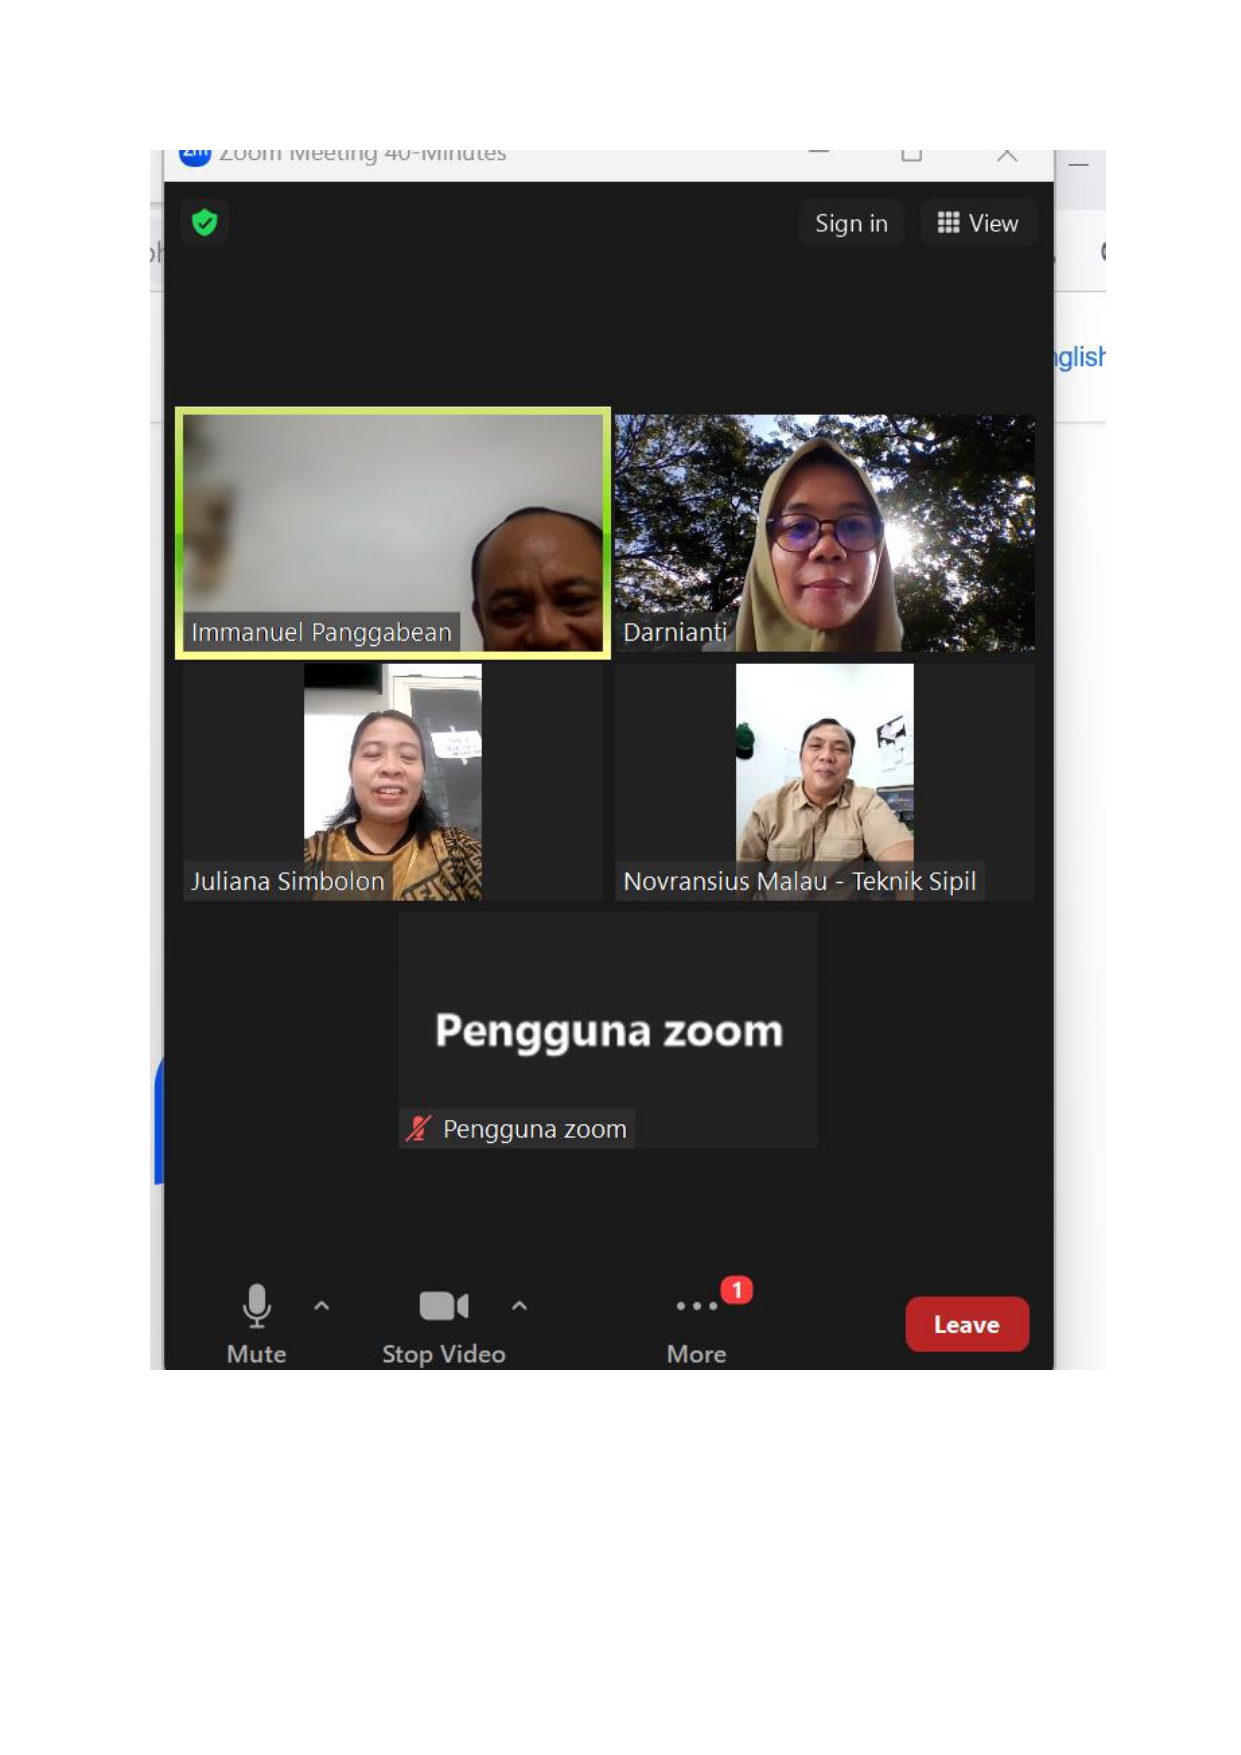 zm Zoom Meeting 40-Minutes
Sign in
View
nglish
Immanuel Panggabean
Darnianti
Juliana Simbolon
Novransius Malau - Teknik Sipil
Pengguna zoom
Pengguna zoom
1
Mute
Stop Video
More
Leave